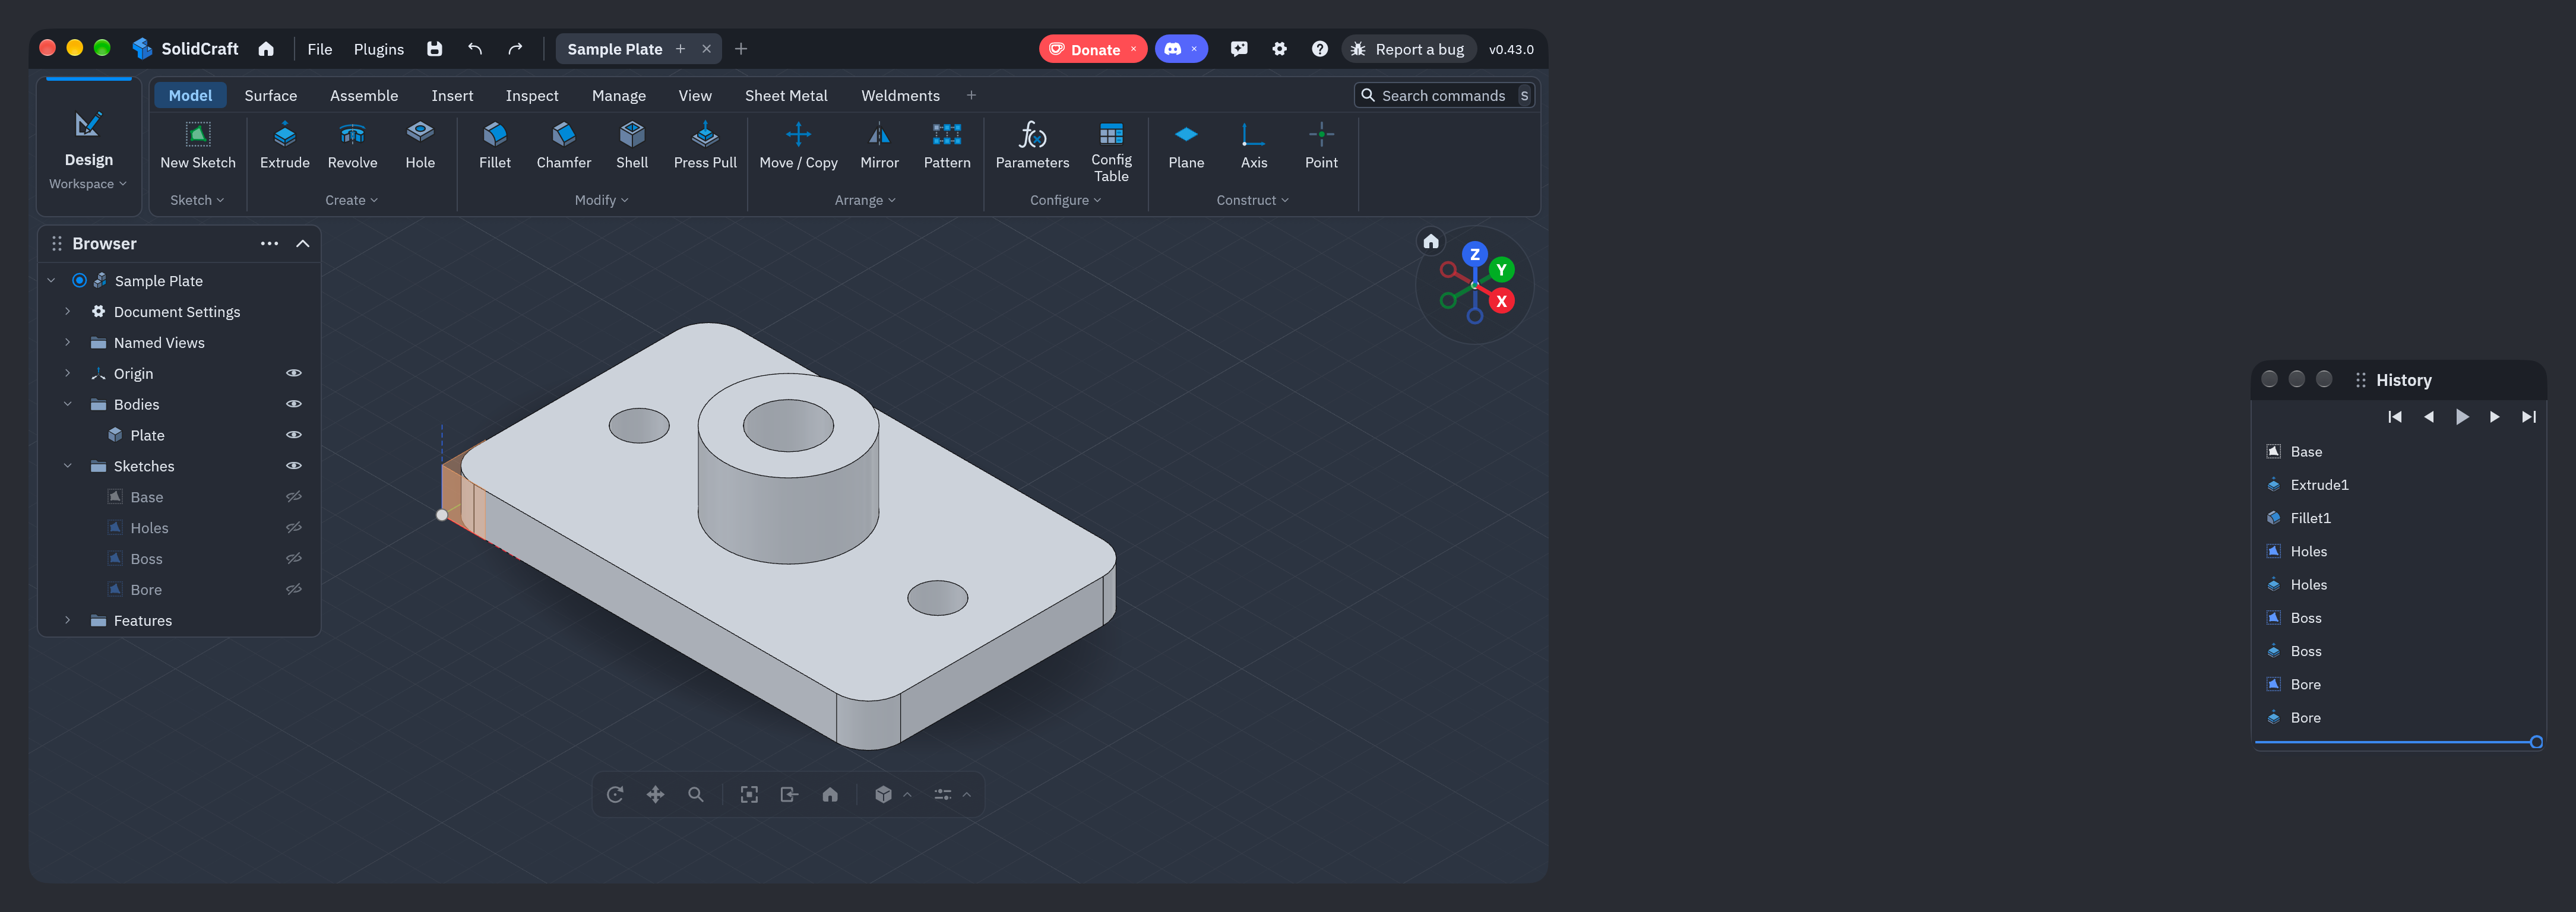 SolidCraft File Plugins Sample Plate Donate Report a bug v0.43.0
Design
Workspace
Model Surface Assemble Insert Inspect Manage View Sheet Metal Weldments Search commands S
New Sketch Extrude Revolve Hole Fillet Chamfer Shell Press Pull Move / Copy Mirror Pattern Parameters Config Table Plane Axis Point
Sketch Create Modify Arrange Configure Construct
Browser
Sample Plate
Document Settings
Named Views
Origin
Bodies
Plate
Sketches
Base
Holes
Boss
Bore
Features
Z
Y
X
History
Base
Extrude1
Fillet1
Holes
Holes
Boss
Boss
Bore
Bore